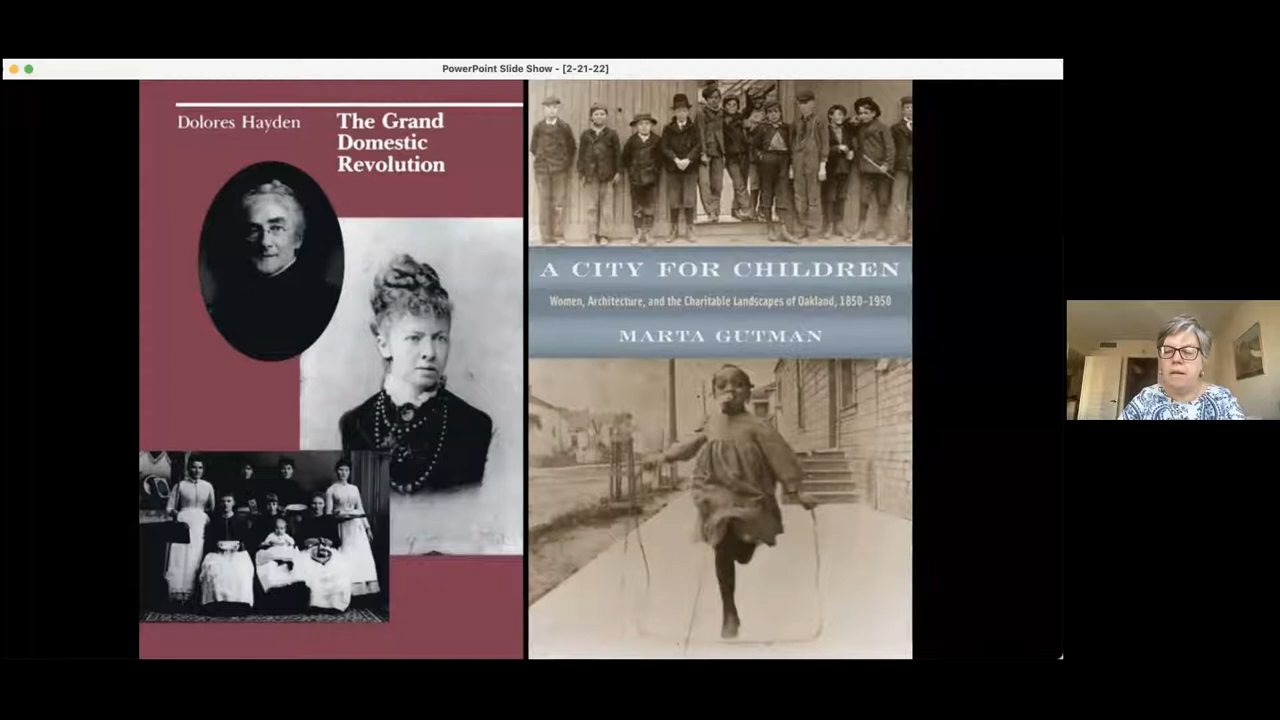 PowerPoint Slide Show - [2-21-22]
Dolores Hayden
The Grand
Domestic
Revolution
A CITY FOR CHILDREN
Women, Architecture, and the Charitable Landscapes of Oakland, 1850–1950
MARTA GUTMAN